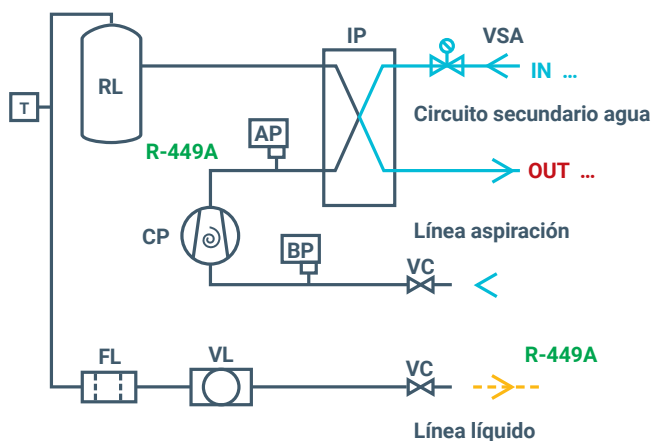 IP
VSA
RL
IN ...
T
Circuito secundario agua
AP
R-449A
OUT ...
CP
BP
Línea aspiración
VC
FL
VL
VC
R-449A
Línea líquido